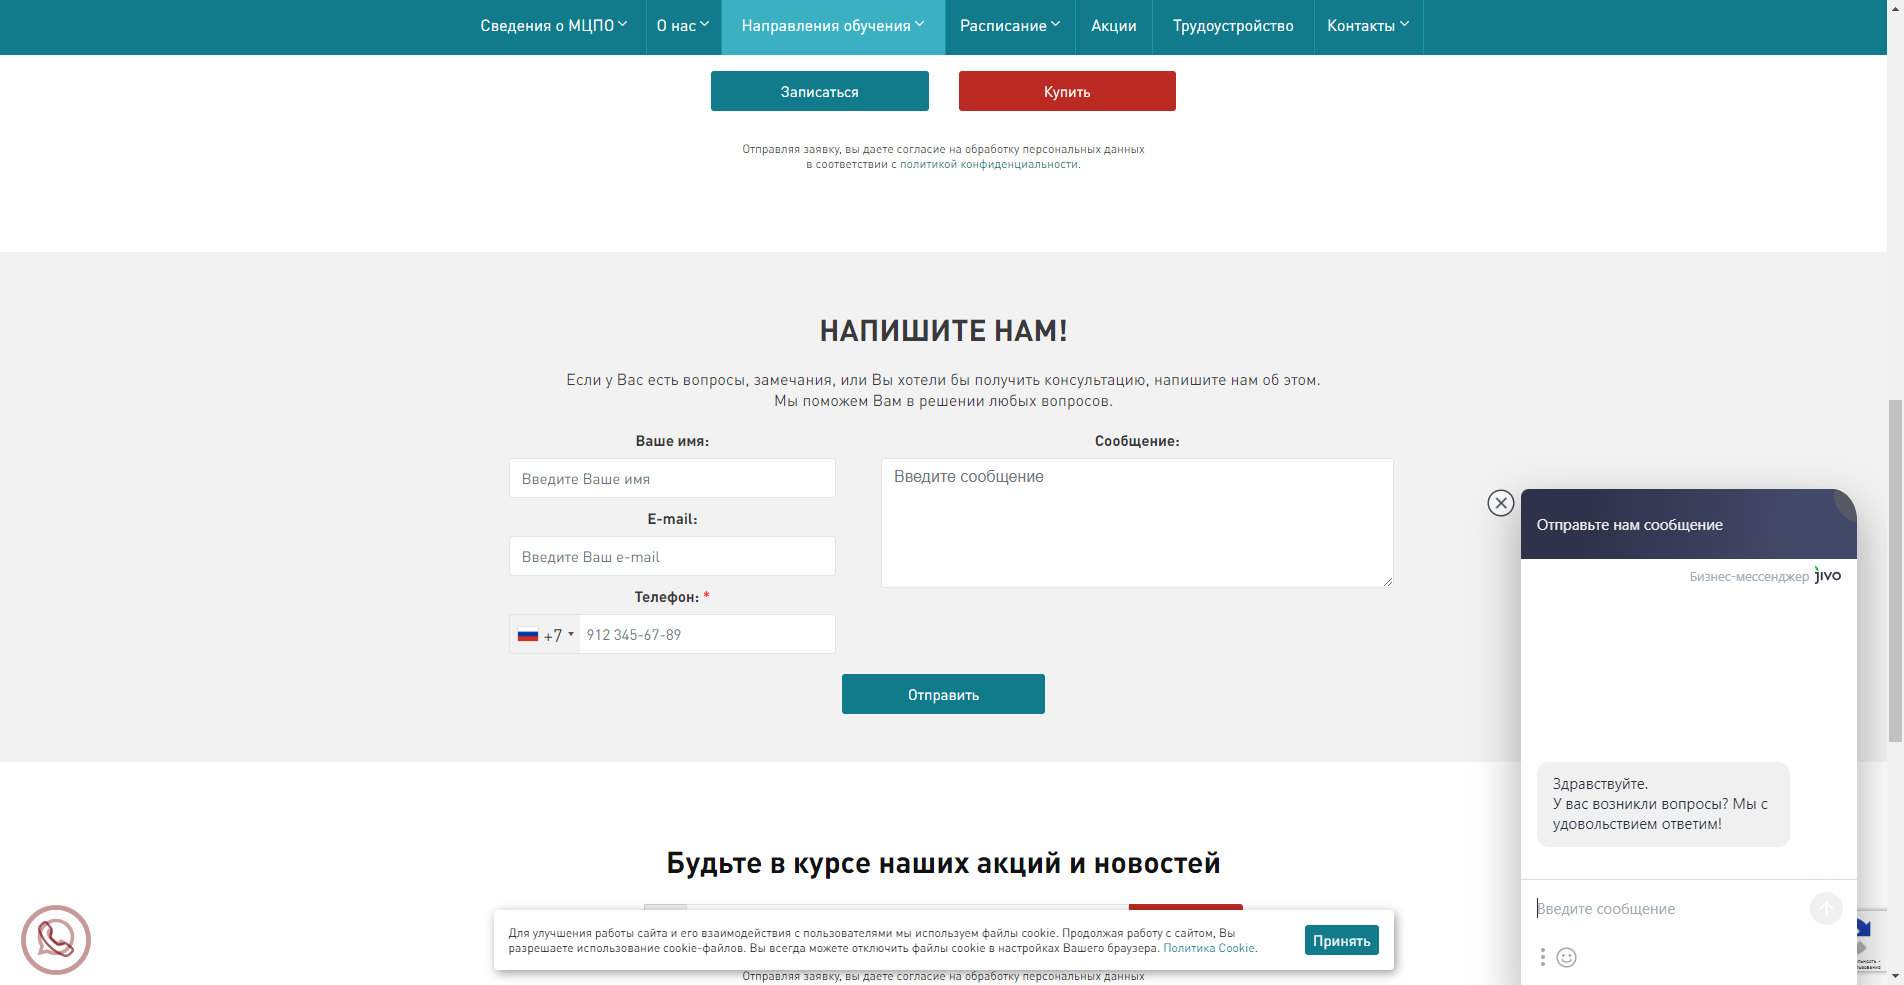 Сведения о МЦПО
О нас
Направления обучения
Расписание
Акции
Трудоустройство
Контакты
Записаться
Купить
Отправляя заявку, вы даете согласие на обработку персональных данных
в соответствии с политикой конфиденциальности.
НАПИШИТЕ НАМ!
Если у Вас есть вопросы, замечания, или Вы хотели бы получить консультацию, напишите нам об этом.
Мы поможем Вам в решении любых вопросов.
Ваше имя:
Введите Ваше имя
E-mail:
Введите Ваш e-mail
Телефон: *
+7
912 345-67-89
Сообщение:
Введите сообщение
Отправить
Будьте в курсе наших акций и новостей
Для улучшения работы сайта и его взаимодействия с пользователями мы используем файлы cookie. Продолжая работу с сайтом, Вы
разрешаете использование cookie-файлов. Вы всегда можете отключить файлы cookie в настройках Вашего браузера. Политика Cookie.
Принять
Отправляя заявку, вы даете согласие на обработку персональных данных
Отправьте нам сообщение
Бизнес-мессенджер jivo
Здравствуйте.
У вас возникли вопросы? Мы с
удовольствием ответим!
Введите сообщение